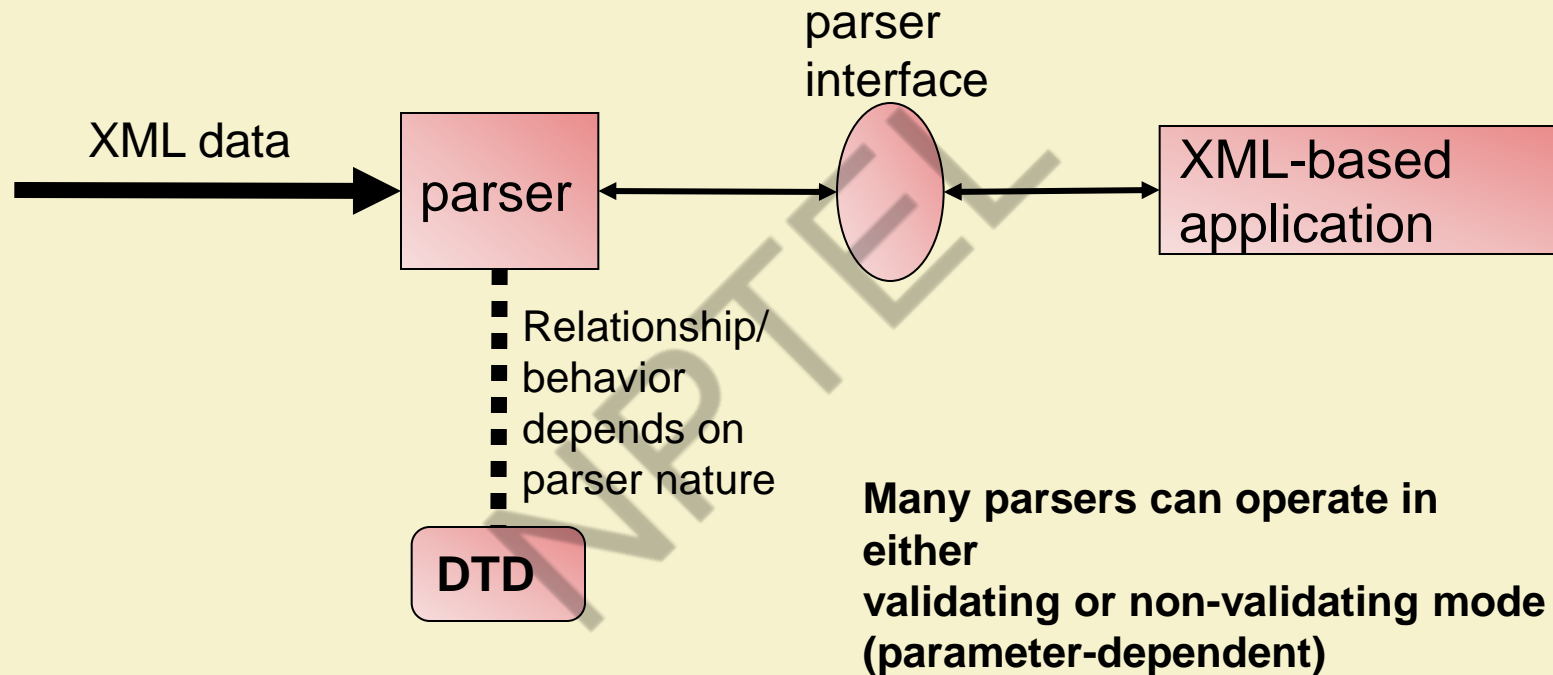 parser
interface
XML data
parser
XML-based
application
Relationship/
behavior
depends on
parser nature
DTD
Many parsers can operate in
either
validating or non-validating mode
(parameter-dependent)
NPTEL